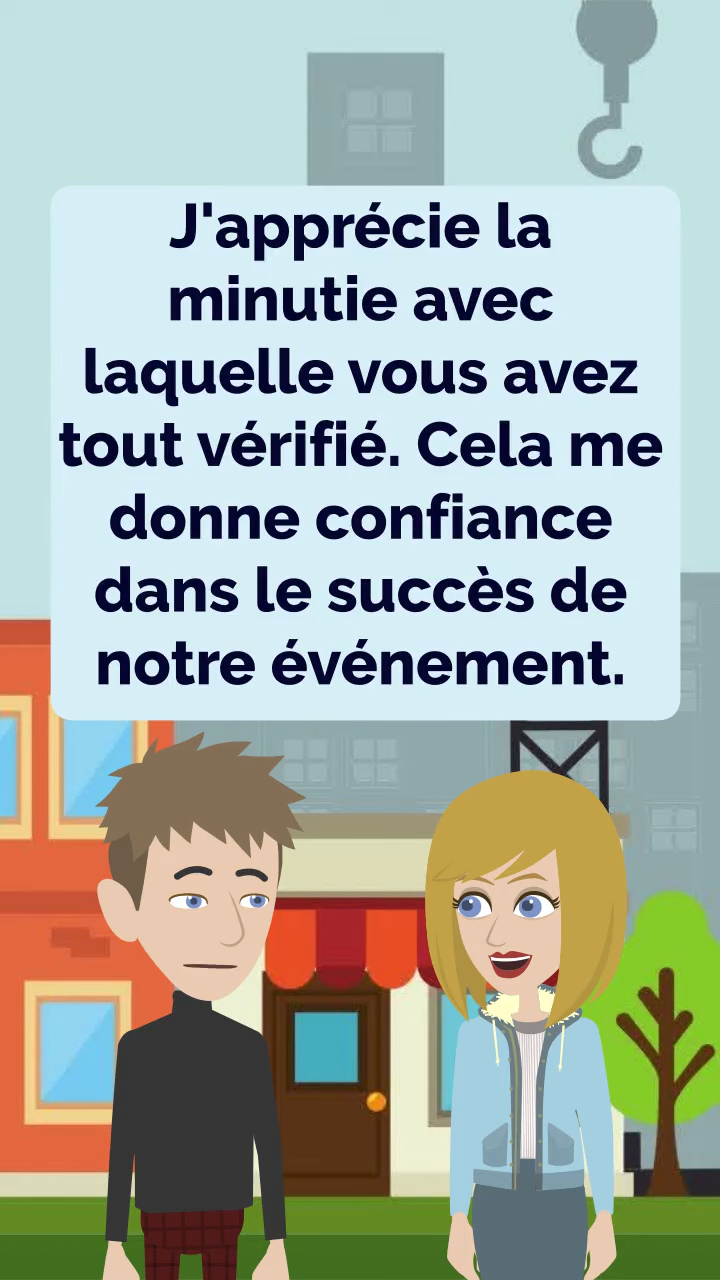 J'apprécie la
minutie avec
laquelle vous avez
tout vérifié. Cela me
donne confiance
dans le succès de
notre événement.